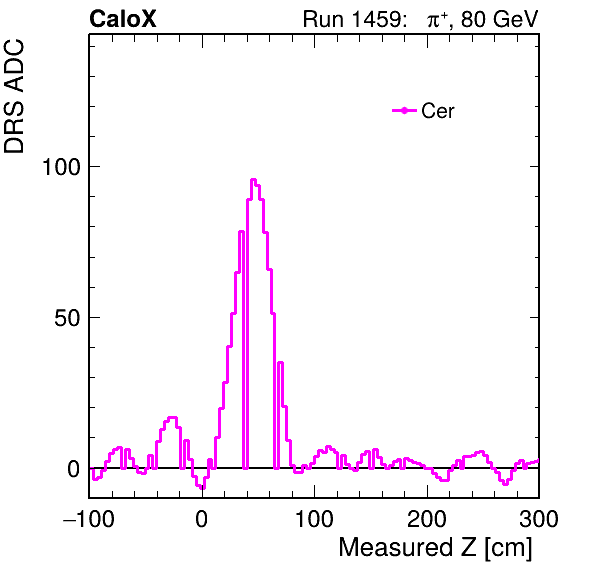 CaloX Run 1459: π⁺, 80 GeV
DRS ADC
Cer
100
50
0
−100 0 100 200 300
Measured Z [cm]